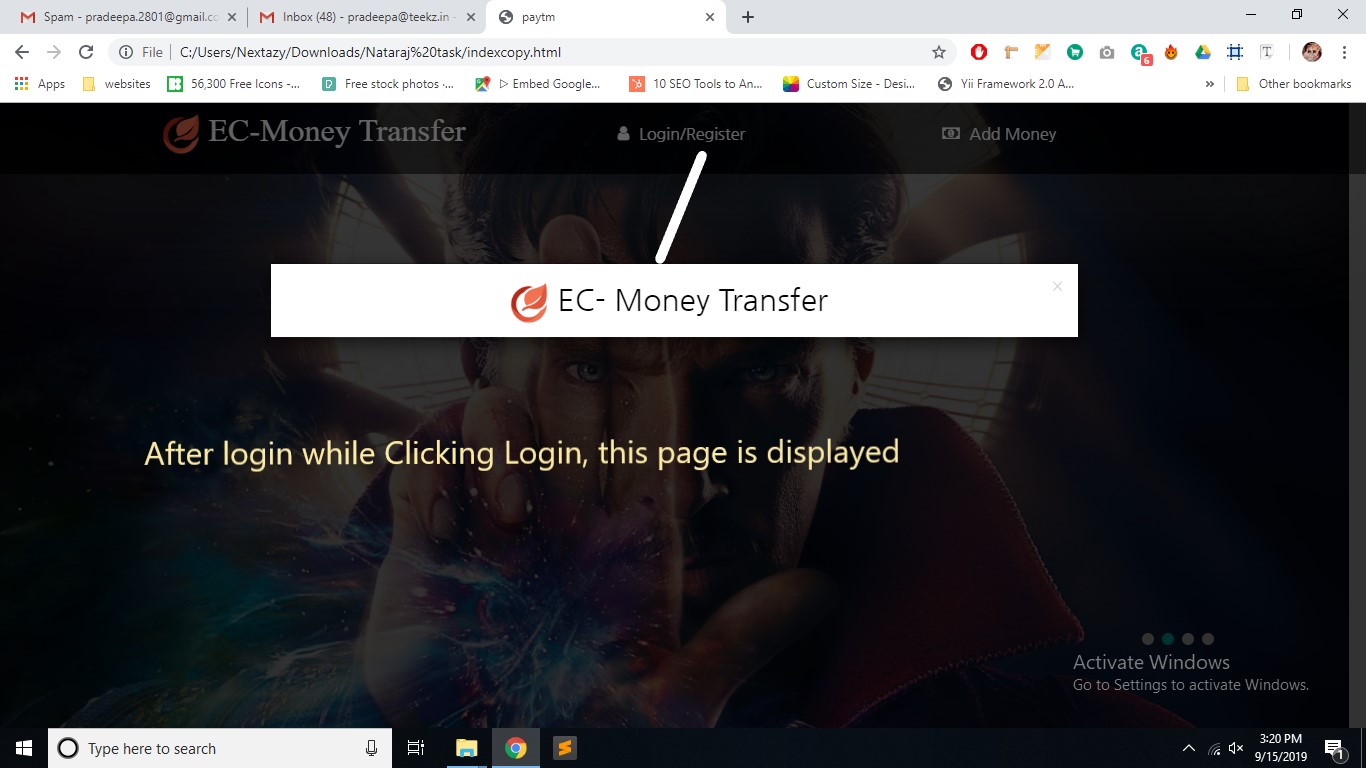 Spam - pradeepa.2801@gmail.cc
Inbox (48) - pradeepa@teekz.in -
paytm
File | C:/Users/Nextazy/Downloads/Nataraj%20task/indexcopy.html
6
Apps
websites
56,300 Free Icons -...
Free stock photos ·...
▷ Embed Google...
10 SEO Tools to An...
Custom Size - Desi...
Yii Framework 2.0 A...
»
Other bookmarks
EC-Money Transfer
Login/Register
Add Money
EC- Money Transfer
×
After login while Clicking Login, this page is displayed
Activate Windows
Go to Settings to activate Windows.
Type here to search
3:20 PM
9/15/2019
1